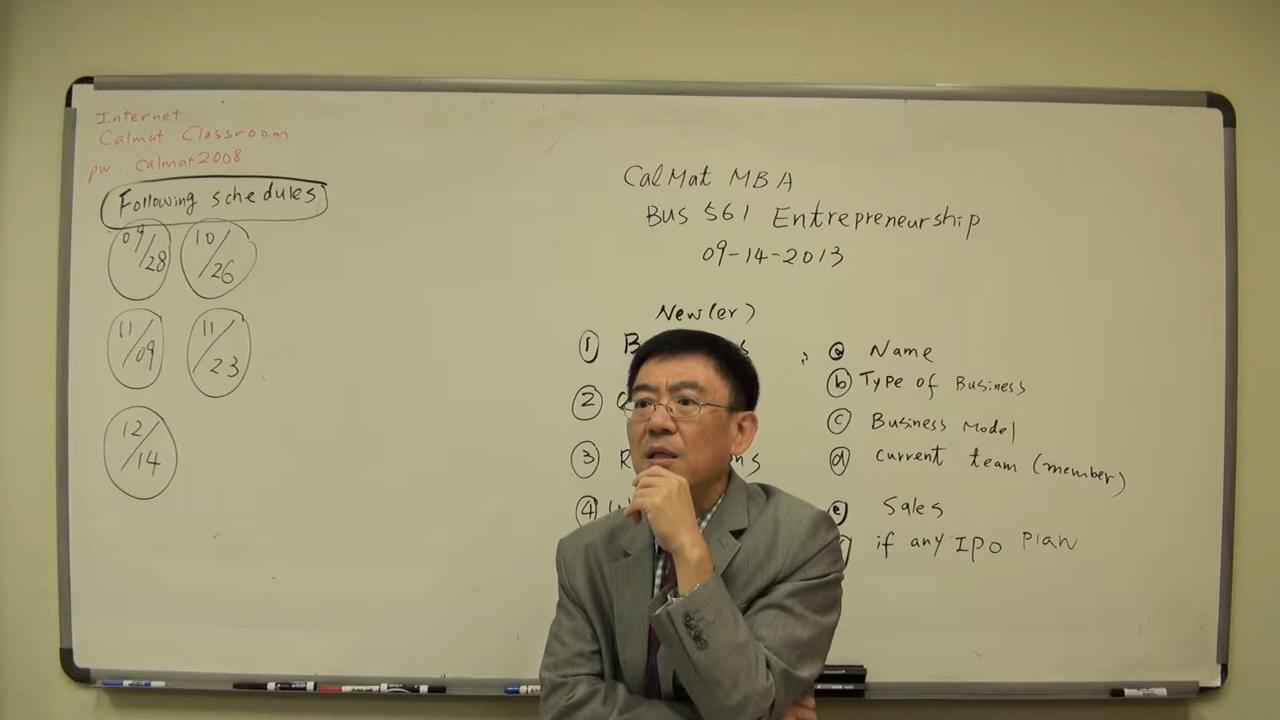 Internet
Calmat Classroom
pw. Calmat2008
Following schedules
09/28
10/26
11/09
11/23
12/14
CalMat MBA
Bus 561 Entrepreneurship
09-14-2013
New(er)
1
2
3
4
a Name
b Type of Business
c Business Model
d current team (member)
e Sales
if any IPO Plan